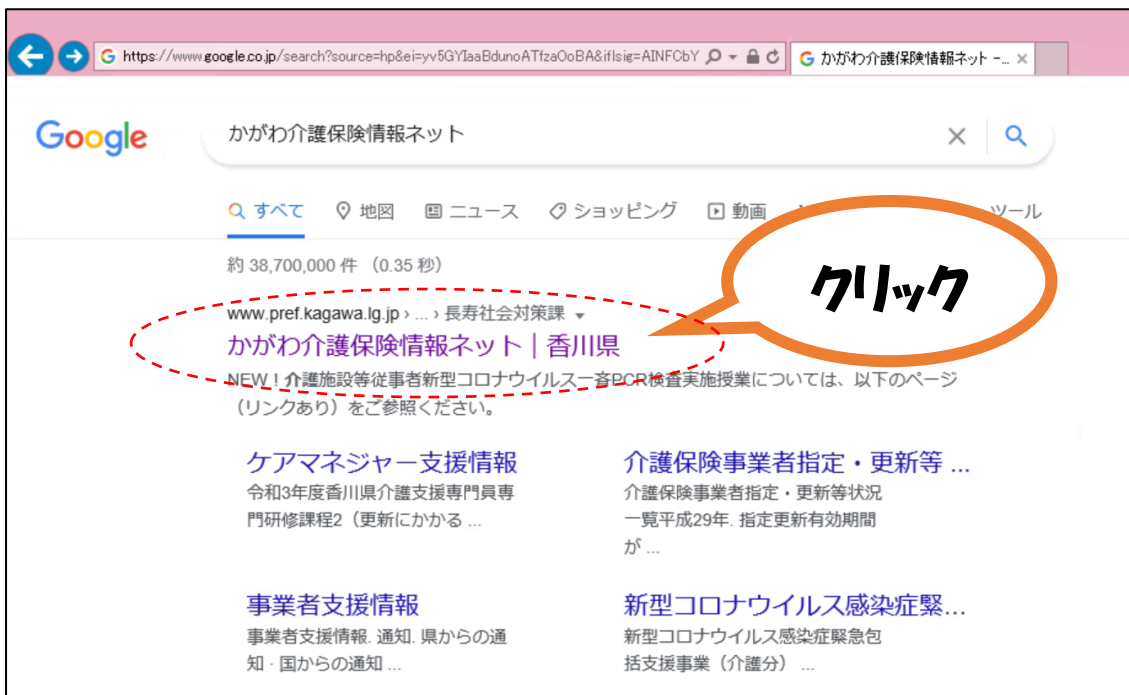 https://www.google.co.jp/search?source=hp&ei=yv5GYIaaBdunoATfzaOoBA&iflsig=AINFCbY
かがわ介護保険情報ネット -...
Google
かがわ介護保険情報ネット
すべて 地図 ニュース ショッピング 動画 ツール
約 38,700,000 件 （0.35 秒）
クリック
www.pref.kagawa.lg.jp › ... › 長寿社会対策課
かがわ介護保険情報ネット｜香川県
NEW！介護施設等従事者新型コロナウイルス一斉PCR検査実施授業については、以下のページ
（リンクあり）をご参照ください。
ケアマネジャー支援情報
令和3年度香川県介護支援専門員専
門研修課程2（更新にかかる ...
介護保険事業者指定・更新等 ...
介護保険事業者指定・更新等状況
一覧平成29年. 指定更新有効期間
が ...
事業者支援情報
事業者支援情報. 通知. 県からの通
知 · 国からの通知 ...
新型コロナウイルス感染症緊...
新型コロナウイルス感染症緊急包
括支援事業（介護分） ...